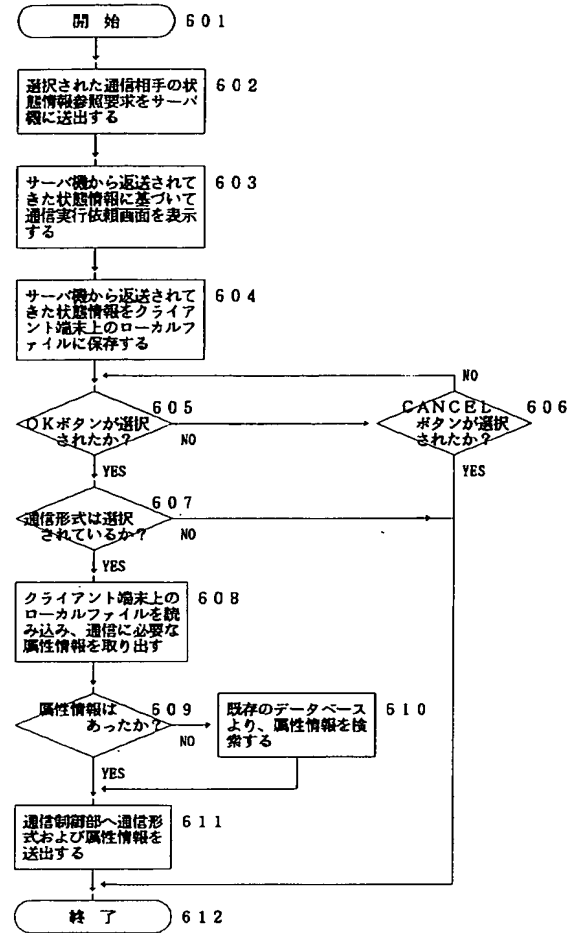 開 始 601
選択された通信相手の状
態情報参照要求をサーバ
機に送出する
602
サーバ機から返送されて
きた状態情報に基づいて
通信実行依頼画面を表示
する
603
サーバ機から返送されて
きた状態情報をクライア
ント端末上のローカルフ
ァイルに保存する
604
NO
605
OKボタンが選択
されたか?
NO
YES
CANCEL
ボタンが選択
されたか?
606
YES
607
通信形式は選択
されているか?
NO
YES
クライアント端末上の
ローカルファイルを読
み込み、通信に必要な
属性情報を取り出す
608
属性情報は
あったか?
609
NO
YES
既存のデータベース
より、属性情報を検
索する
610
通信制御部へ通信形
式および属性情報を
送出する
611
終 了 612